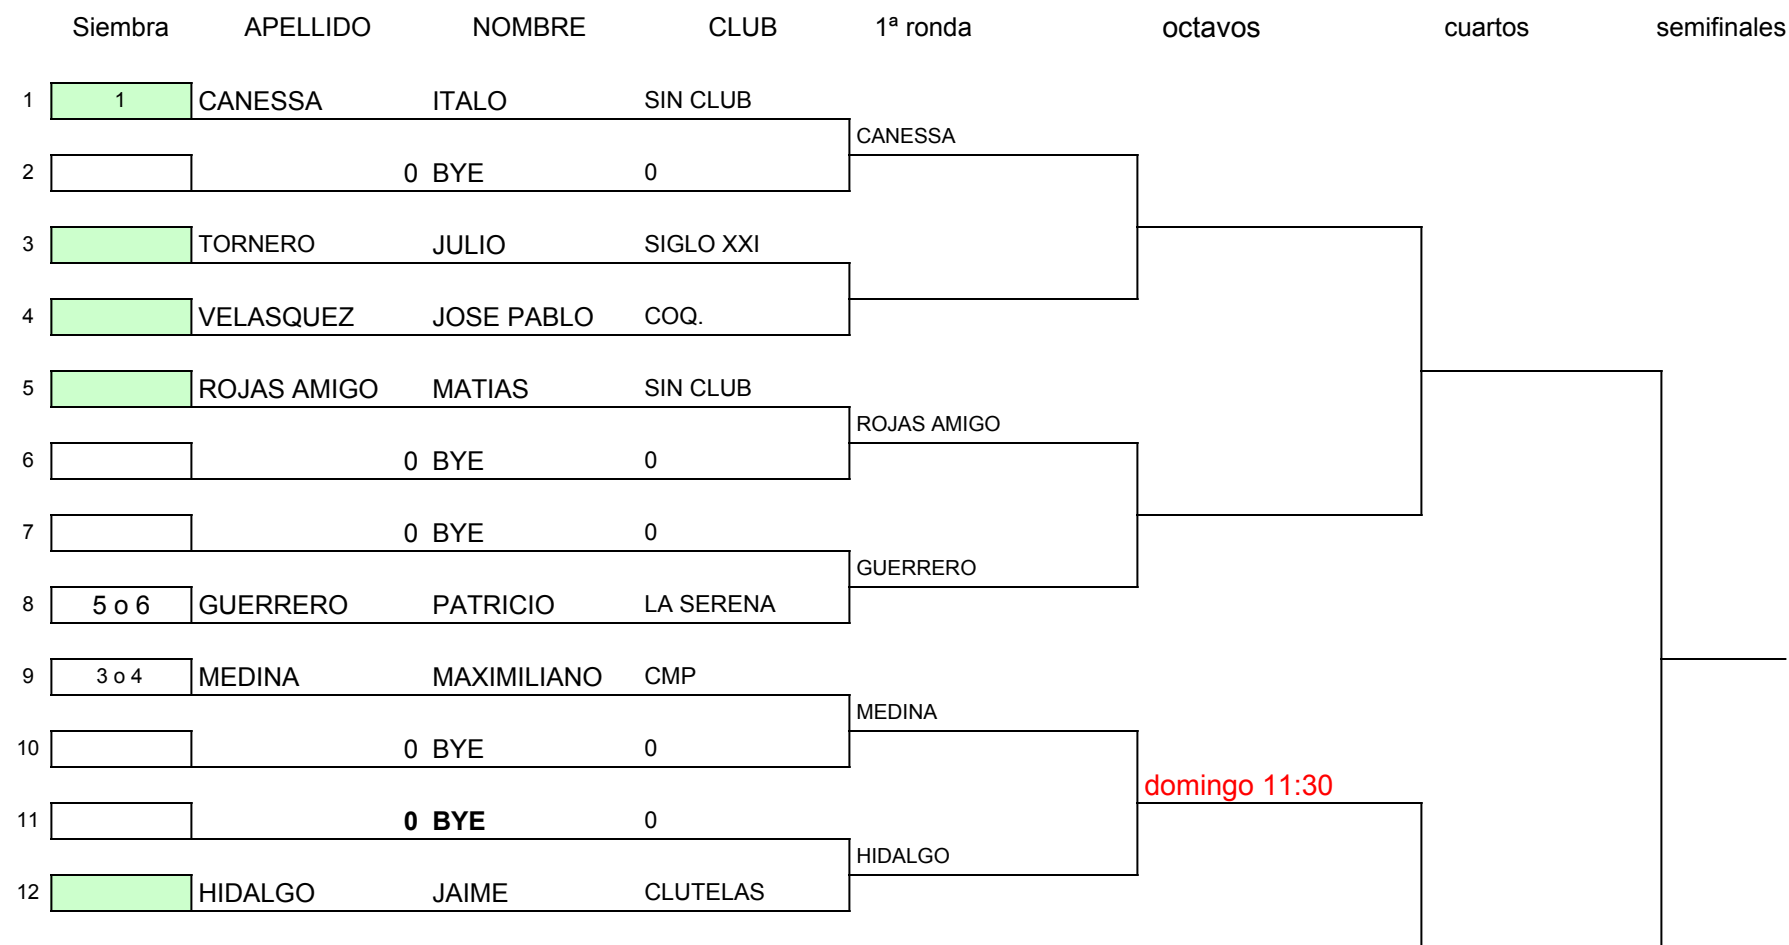 Siembra APELLIDO NOMBRE CLUB 1ª ronda octavos cuartos semifinales
1 1 CANESSA ITALO SIN CLUB
CANESSA
2 0 BYE 0
3 TORNERO JULIO SIGLO XXI
4 VELASQUEZ JOSE PABLO COQ.
5 ROJAS AMIGO MATIAS SIN CLUB
ROJAS AMIGO
6 0 BYE 0
7 0 BYE 0
GUERRERO
8 5 o 6 GUERRERO PATRICIO LA SERENA
9 3 o 4 MEDINA MAXIMILIANO CMP
MEDINA
10 0 BYE 0
domingo 11:30
11 0 BYE 0
HIDALGO
12 HIDALGO JAIME CLUTELAS